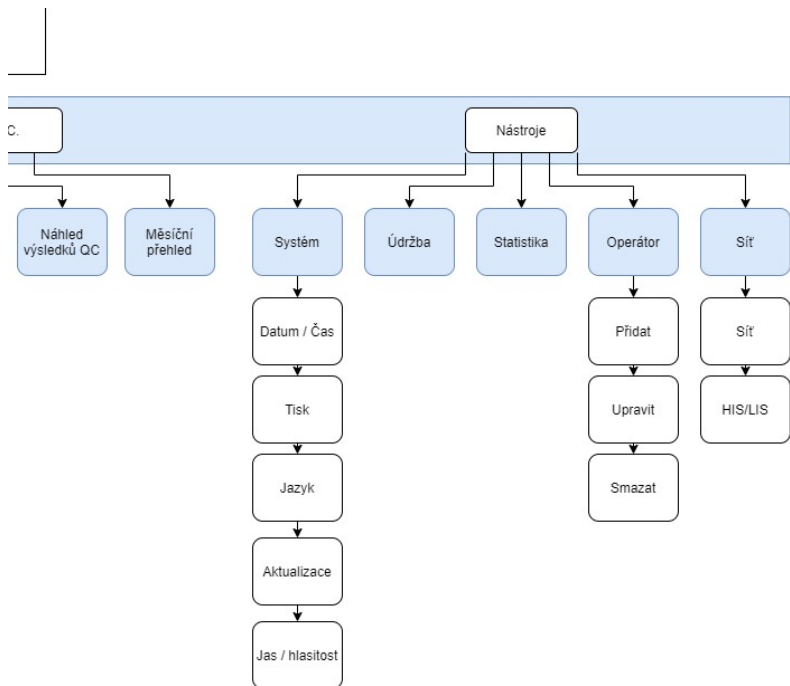 C.
Nástroje
Náhled
výsledků QC
Měsíční
přehled
Systém
Údržba
Statistika
Operátor
Síť
Datum / Čas
Přidat
Síť
Tisk
Upravit
HIS/LIS
Jazyk
Smazat
Aktualizace
Jas / hlasitost